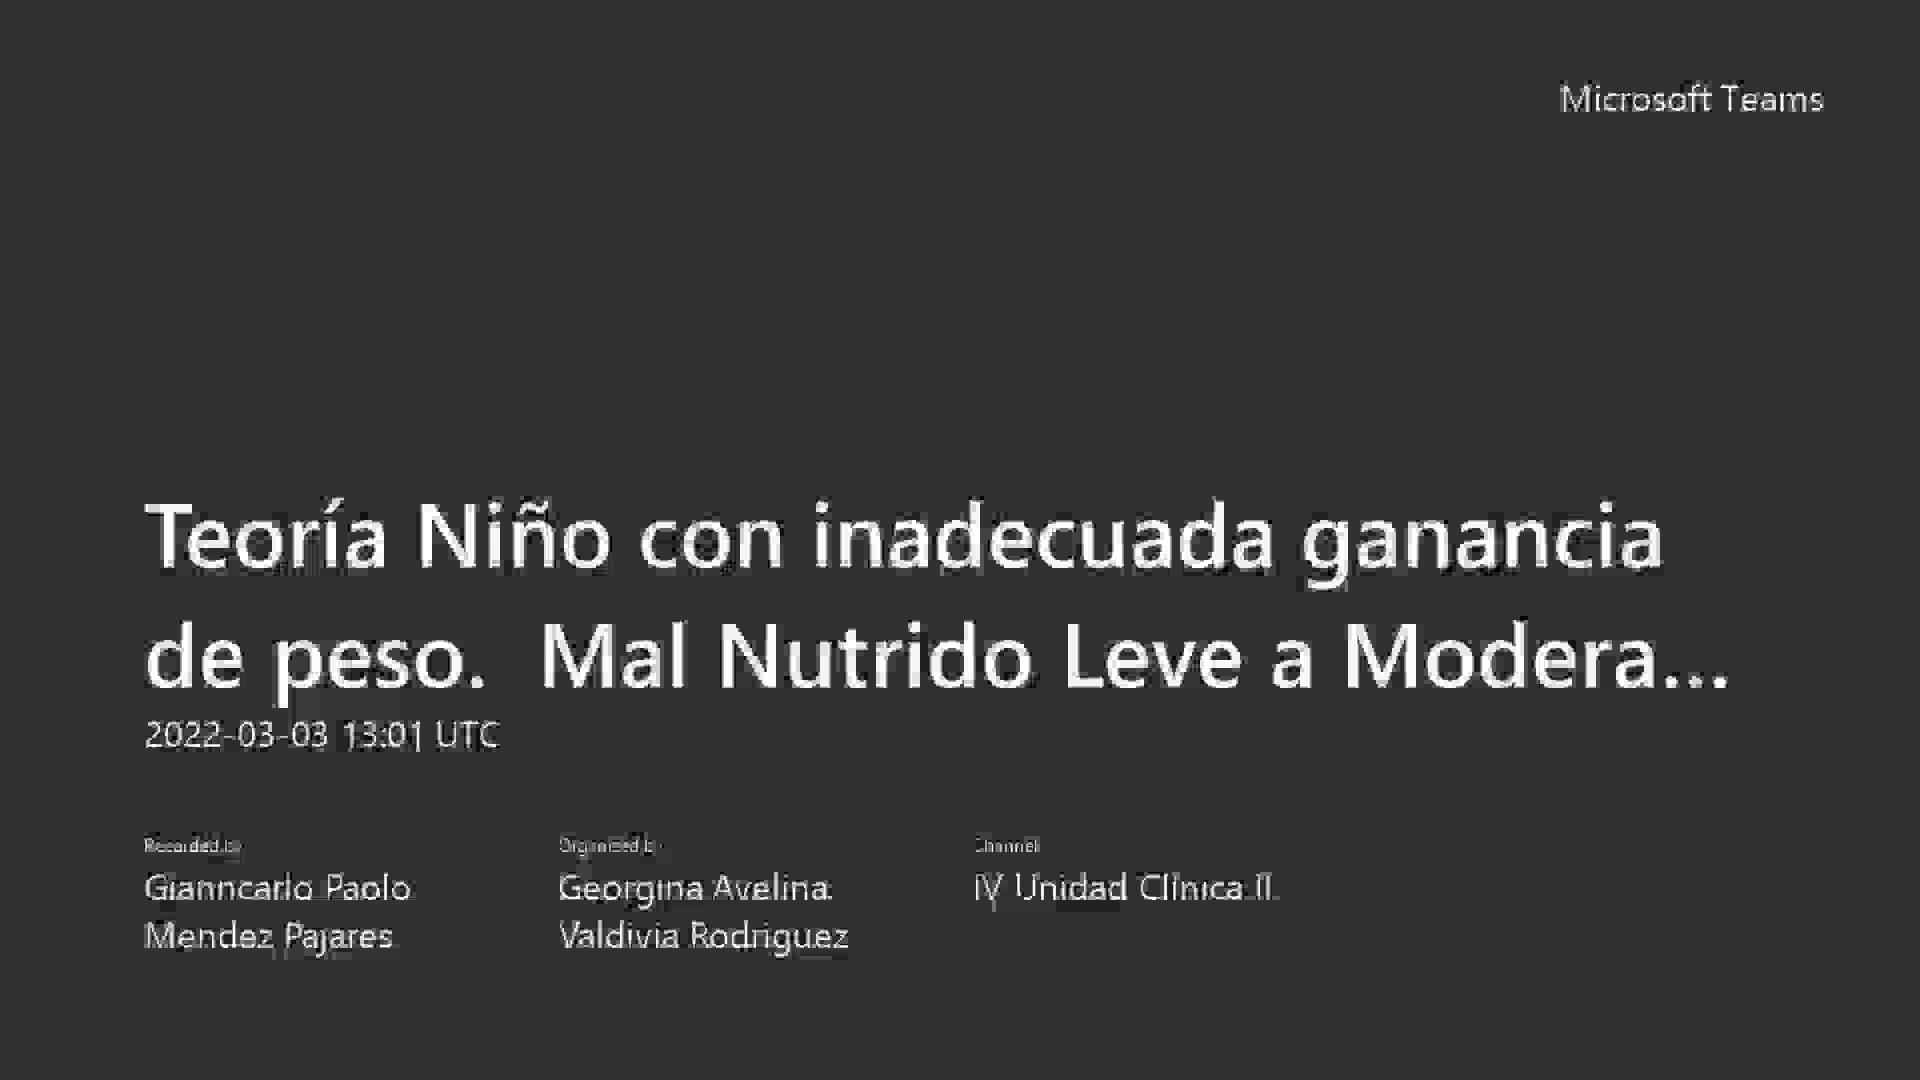 Microsoft Teams
Teoría Niño con inadecuada ganancia
de peso.  Mal Nutrido Leve a Modera...
2022-03-03 13:01 UTC
Recorded by
Organized by
Channel
Gianncarlo Paolo
Mendez Pajares
Georgina Avelina
Valdivia Rodriguez
IV Unidad Clínica II